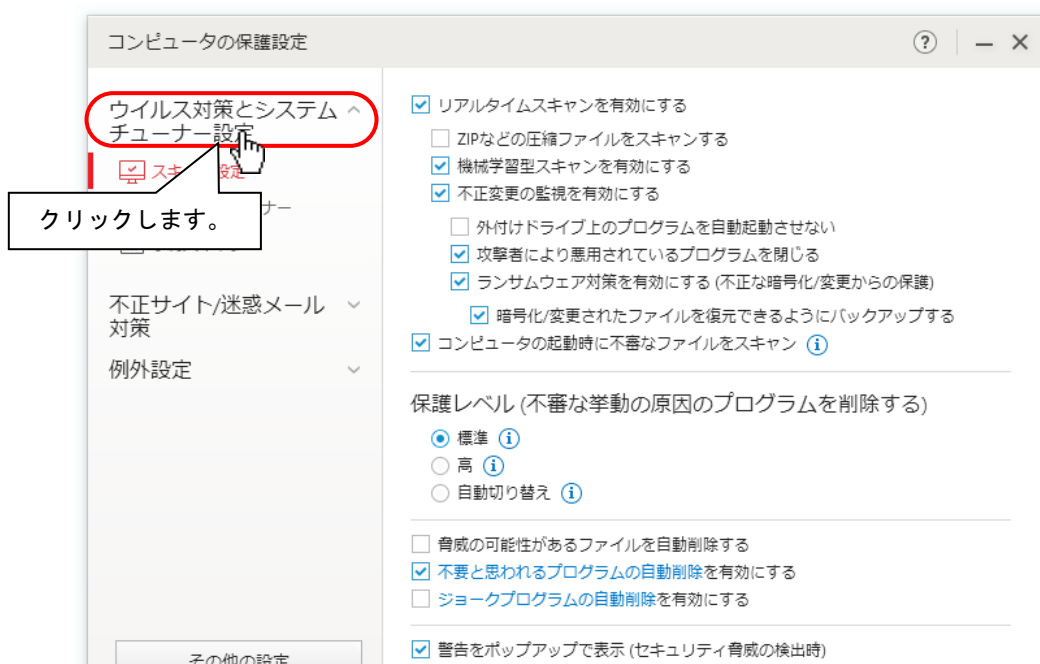 コンピュータの保護設定
ウイルス対策とシステム
チューナー設定
クリックします。
ナー
不正サイト/迷惑メール
対策
例外設定
その他の設定
リアルタイムスキャンを有効にする
ZIPなどの圧縮ファイルをスキャンする
機械学習型スキャンを有効にする
不正変更の監視を有効にする
外付けドライブ上のプログラムを自動起動させない
攻撃者により悪用されているプログラムを閉じる
ランサムウェア対策を有効にする (不正な暗号化/変更からの保護)
暗号化/変更されたファイルを復元できるようにバックアップする
コンピュータの起動時に不審なファイルをスキャン
保護レベル (不審な挙動の原因のプログラムを削除する)
標準
高
自動切り替え
脅威の可能性があるファイルを自動削除する
不要と思われるプログラムの自動削除を有効にする
ジョークプログラムの自動削除を有効にする
警告をポップアップで表示 (セキュリティ脅威の検出時)